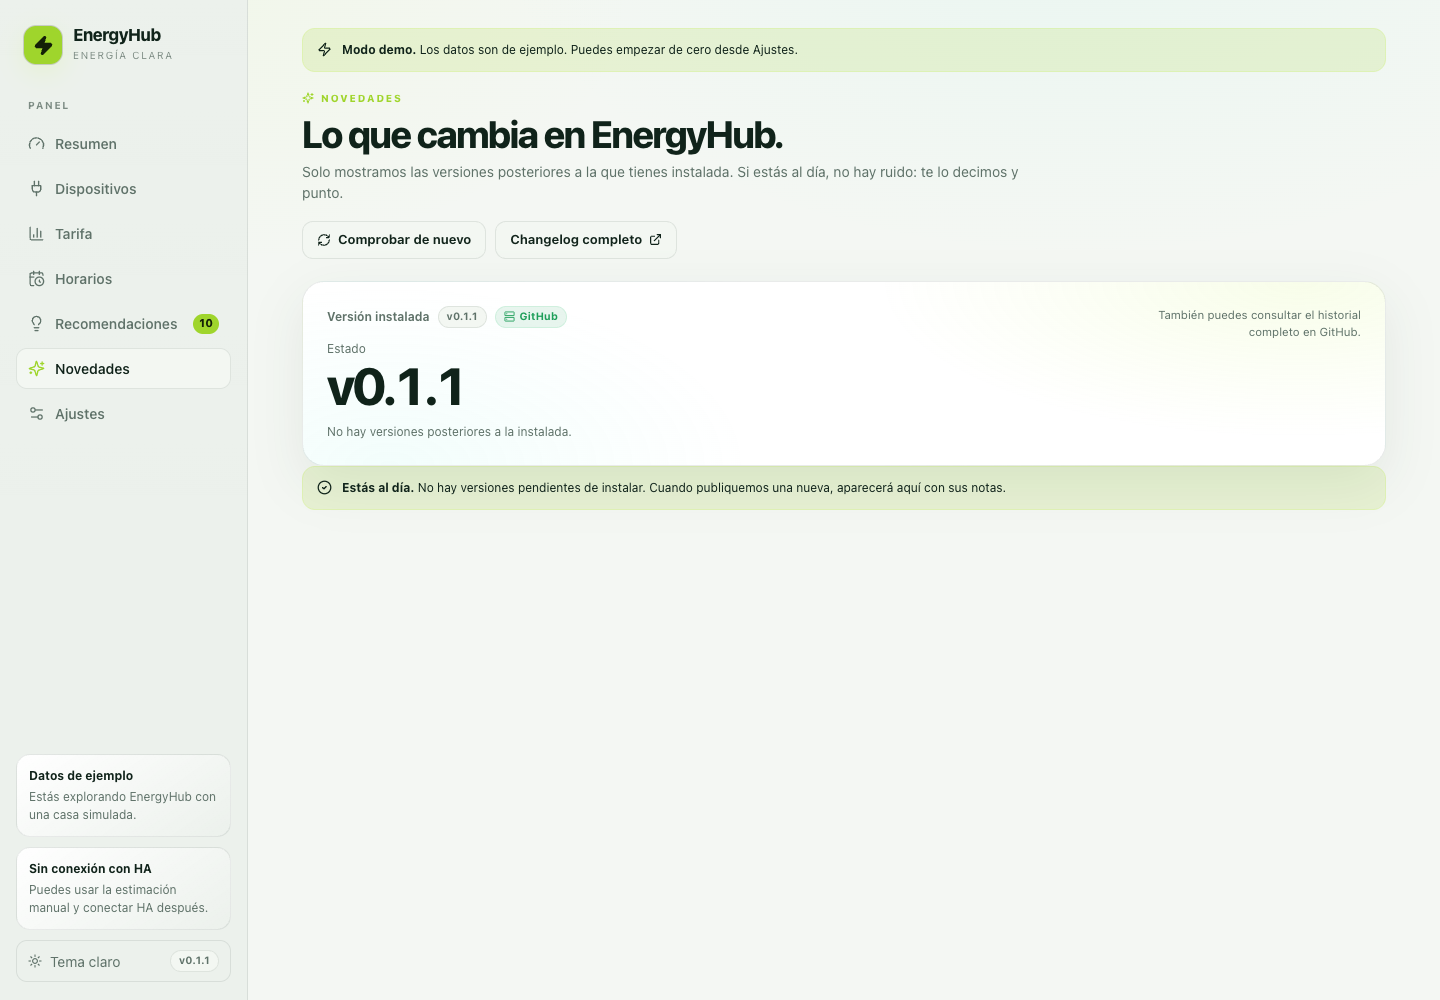 EnergyHub
ENERGÍA CLARA
PANEL
Resumen
Dispositivos
Tarifa
Horarios
Recomendaciones 10
Novedades
Ajustes
Datos de ejemplo
Estás explorando EnergyHub con
una casa simulada.
Sin conexión con HA
Puedes usar la estimación
manual y conectar HA después.
Tema claro v0.1.1
Modo demo. Los datos son de ejemplo. Puedes empezar de cero desde Ajustes.
NOVEDADES
Lo que cambia en EnergyHub.
Solo mostramos las versiones posteriores a la que tienes instalada. Si estás al día, no hay ruido: te lo decimos y
punto.
Comprobar de nuevo Changelog completo
Versión instalada v0.1.1 GitHub
Estado
v0.1.1
No hay versiones posteriores a la instalada.
También puedes consultar el historial
completo en GitHub.
Estás al día. No hay versiones pendientes de instalar. Cuando publiquemos una nueva, aparecerá aquí con sus notas.